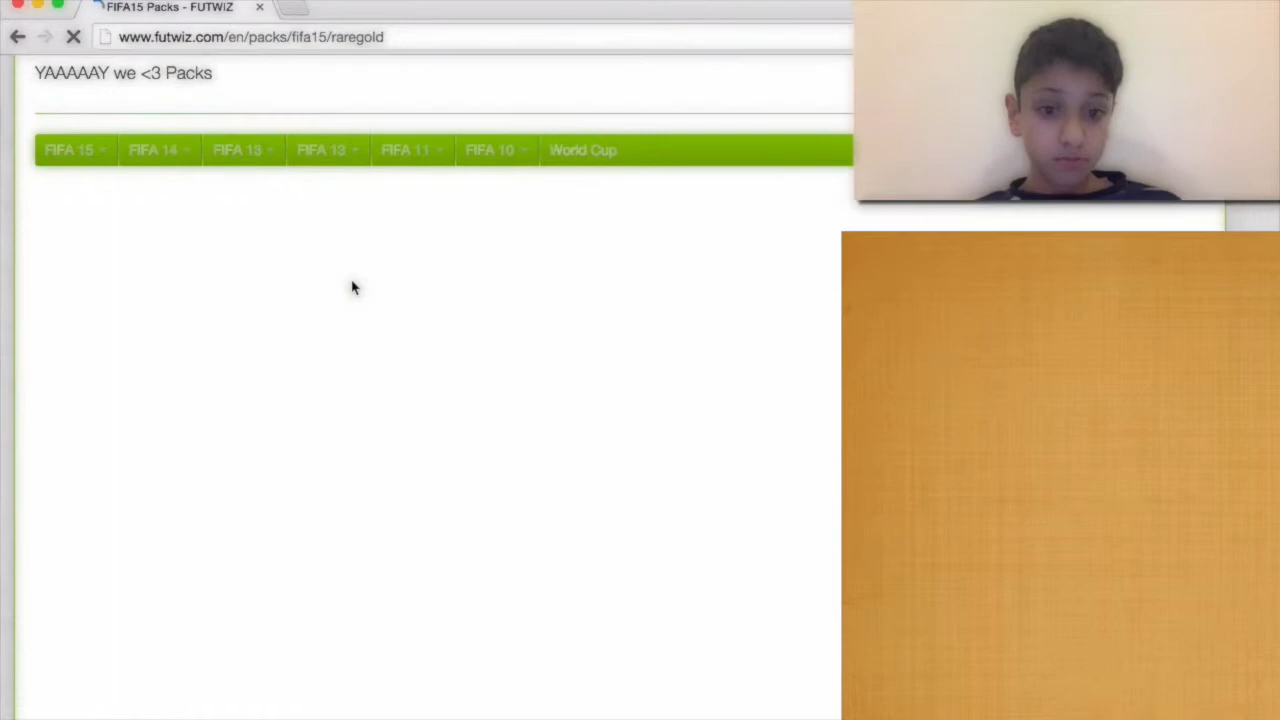 FIFA15 Packs - FUTWIZ
www.futwiz.com/en/packs/fifa15/raregold
YAAAAAY we <3 Packs
FIFA 15 FIFA 14 FIFA 13 FIFA 13 FIFA 11 FIFA 10 World Cup